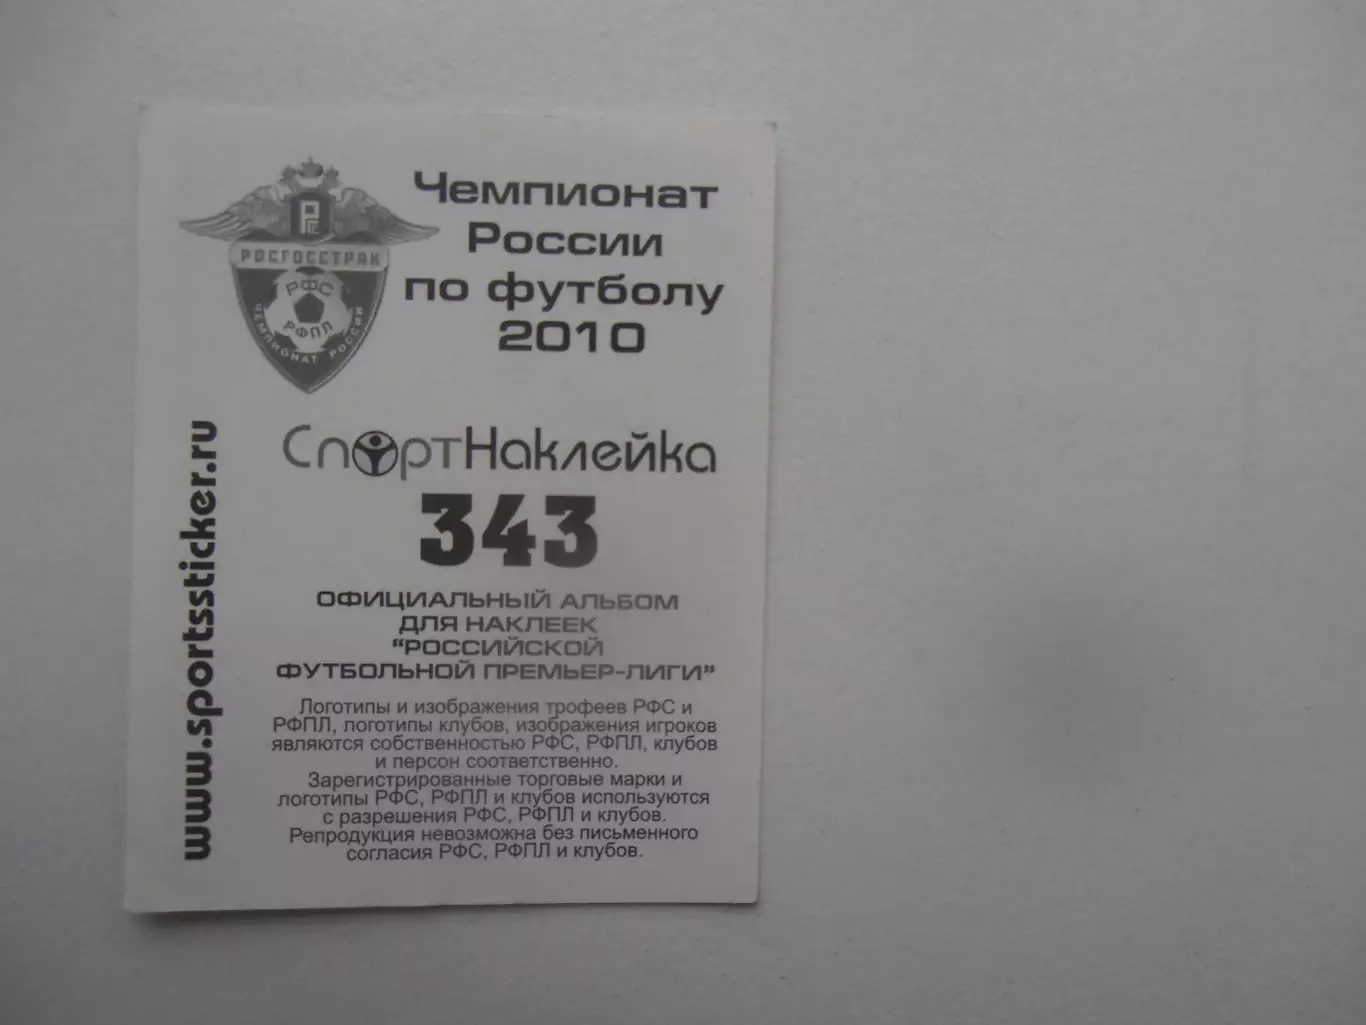 РОСГОССТРАХ
РФС
РФПЛ
ЧЕМПИОНАТ РОССИИ
Чемпионат
России
по футболу
2010
СпортНаклейка
343
www.sportssticker.ru
ОФИЦИАЛЬНЫЙ АЛЬБОМ
ДЛЯ НАКЛЕЕК
"РОССИЙСКОЙ
ФУТБОЛЬНОЙ ПРЕМЬЕР-ЛИГИ"
Логотипы и изображения трофеев РФС и
РФПЛ, логотипы клубов, изображения игроков
являются собственностью РФС, РФПЛ, клубов
и персон соответственно.
Зарегистрированные торговые марки и
логотипы РФС, РФПЛ и клубов используются
с разрешения РФС, РФПЛ и клубов.
Репродукция невозможна без письменного
согласия РФС, РФПЛ и клубов.